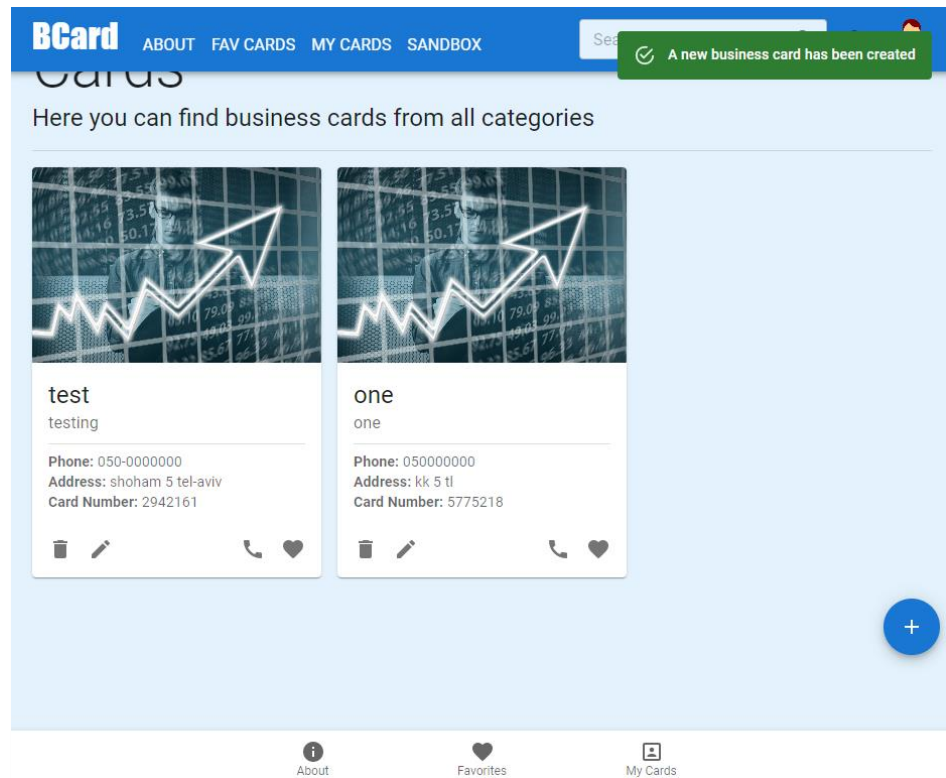 BCard ABOUT FAV CARDS MY CARDS SANDBOX
A new business card has been created
Cards
Here you can find business cards from all categories
test
testing
Phone: 050-0000000
Address: shoham 5 tel-aviv
Card Number: 2942161
one
one
Phone: 050000000
Address: kk 5 tl
Card Number: 5775218
About
Favorites
My Cards